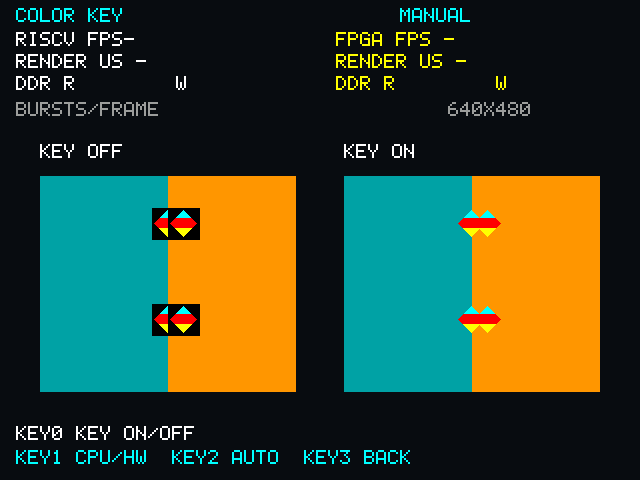 COLOR KEY MANUAL
RISCV FPS- FPGA FPS -
RENDER US - RENDER US -
DDR R W DDR R W
BURSTS/FRAME 640X480
KEY OFF KEY ON
KEY0 KEY ON/OFF
KEY1 CPU/HW KEY2 AUTO KEY3 BACK